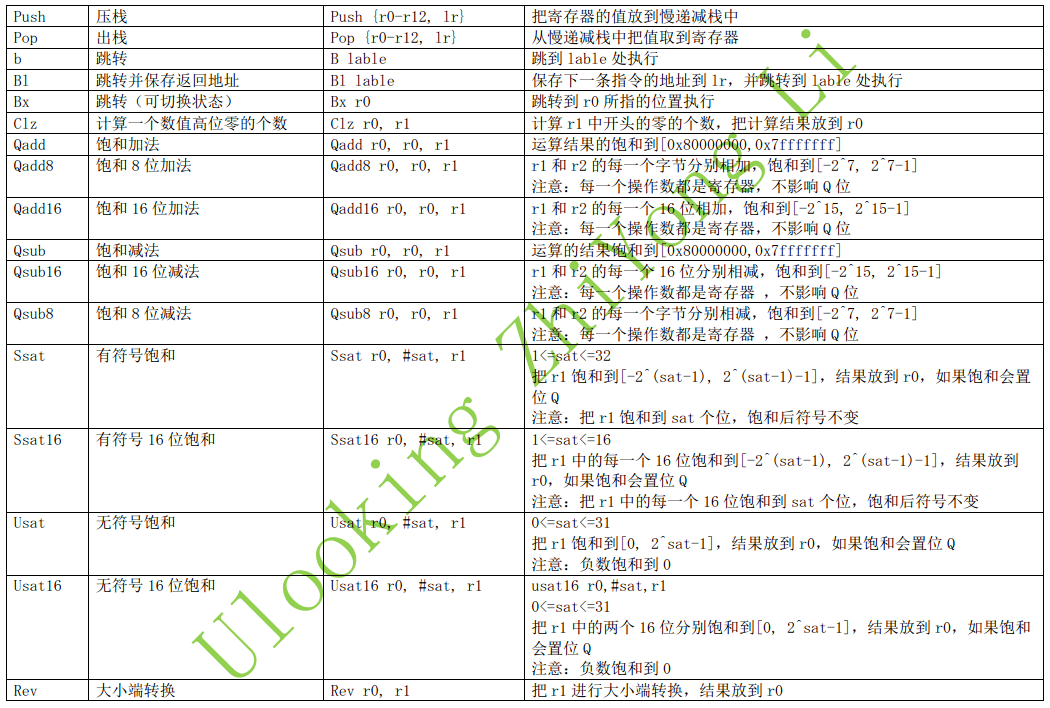 Push 压栈 Push {r0-r12, lr} 把寄存器的值放到慢递减栈中
Pop 出栈 Pop {r0-r12, lr} 从慢递减栈中把值取到寄存器
b 跳转 B lable 跳到 lable 处执行
Bl 跳转并保存返回地址 Bl lable 保存下一条指令的地址到 lr，并跳转到 lable 处执行
Bx 跳转（可切换状态） Bx r0 跳转到 r0 所指的位置执行
Clz 计算一个数值高位零的个数 Clz r0, r1 计算 r1 中开头的零的个数，把计算结果放到 r0
Qadd 饱和加法 Qadd r0, r0, r1 运算结果的饱和到[0x80000000,0x7fffffff]
Qadd8 饱和 8 位加法 Qadd8 r0, r0, r1 r1 和 r2 的每一个字节分别相加，饱和到[-2^7, 2^7-1]
注意：每一个操作数都是寄存器，不影响 Q 位
Qadd16 饱和 16 位加法 Qadd16 r0, r0, r1 r1 和 r2 的每一个 16 位相加，饱和到[-2^15, 2^15-1]
注意：每一个操作数都是寄存器，不影响 Q 位
Qsub 饱和减法 Qsub r0, r0, r1 运算的结果饱和到[0x80000000,0x7fffffff]
Qsub16 饱和 16 位减法 Qsub16 r0, r0, r1 r1 和 r2 的每一个 16 位分别相减，饱和到[-2^15, 2^15-1]
注意：每一个操作数都是寄存器 ，不影响 Q 位
Qsub8 饱和 8 位减法 Qsub8 r0, r0, r1 r1 和 r2 的每一个字节分别相减，饱和到[-2^7, 2^7-1]
注意：每一个操作数都是寄存器 ，不影响 Q 位
Ssat 有符号饱和 Ssat r0, #sat, r1 1<=sat<=32
把 r1 饱和到[-2^(sat-1), 2^(sat-1)-1]，结果放到 r0，如果饱和会置
位 Q
注意：把 r1 饱和到 sat 个位，饱和后符号不变
Ssat16 有符号 16 位饱和 Ssat16 r0, #sat, r1 1<=sat<=16
把 r1 中的每一个 16 位饱和到[-2^(sat-1), 2^(sat-1)-1]，结果放到
r0，如果饱和会置位 Q
注意：把 r1 中的每一个 16 位饱和到 sat 个位，饱和后符号不变
Usat 无符号饱和 Usat r0, #sat, r1 0<=sat<=31
把 r1 饱和到[0, 2^sat-1]，结果放到 r0，如果饱和会置位 Q
注意：负数饱和到 0
Usat16 无符号 16 位饱和 Usat16 r0, #sat, r1 usat16 r0,#sat,r1
0<=sat<=31
把 r1 中的两个 16 位分别饱和到[0, 2^sat-1]，结果放到 r0，如果饱和
会置位 Q
注意：负数饱和到 0
Rev 大小端转换 Rev r0, r1 把 r1 进行大小端转换，结果放到 r0
Ulooking ZhiYong Li